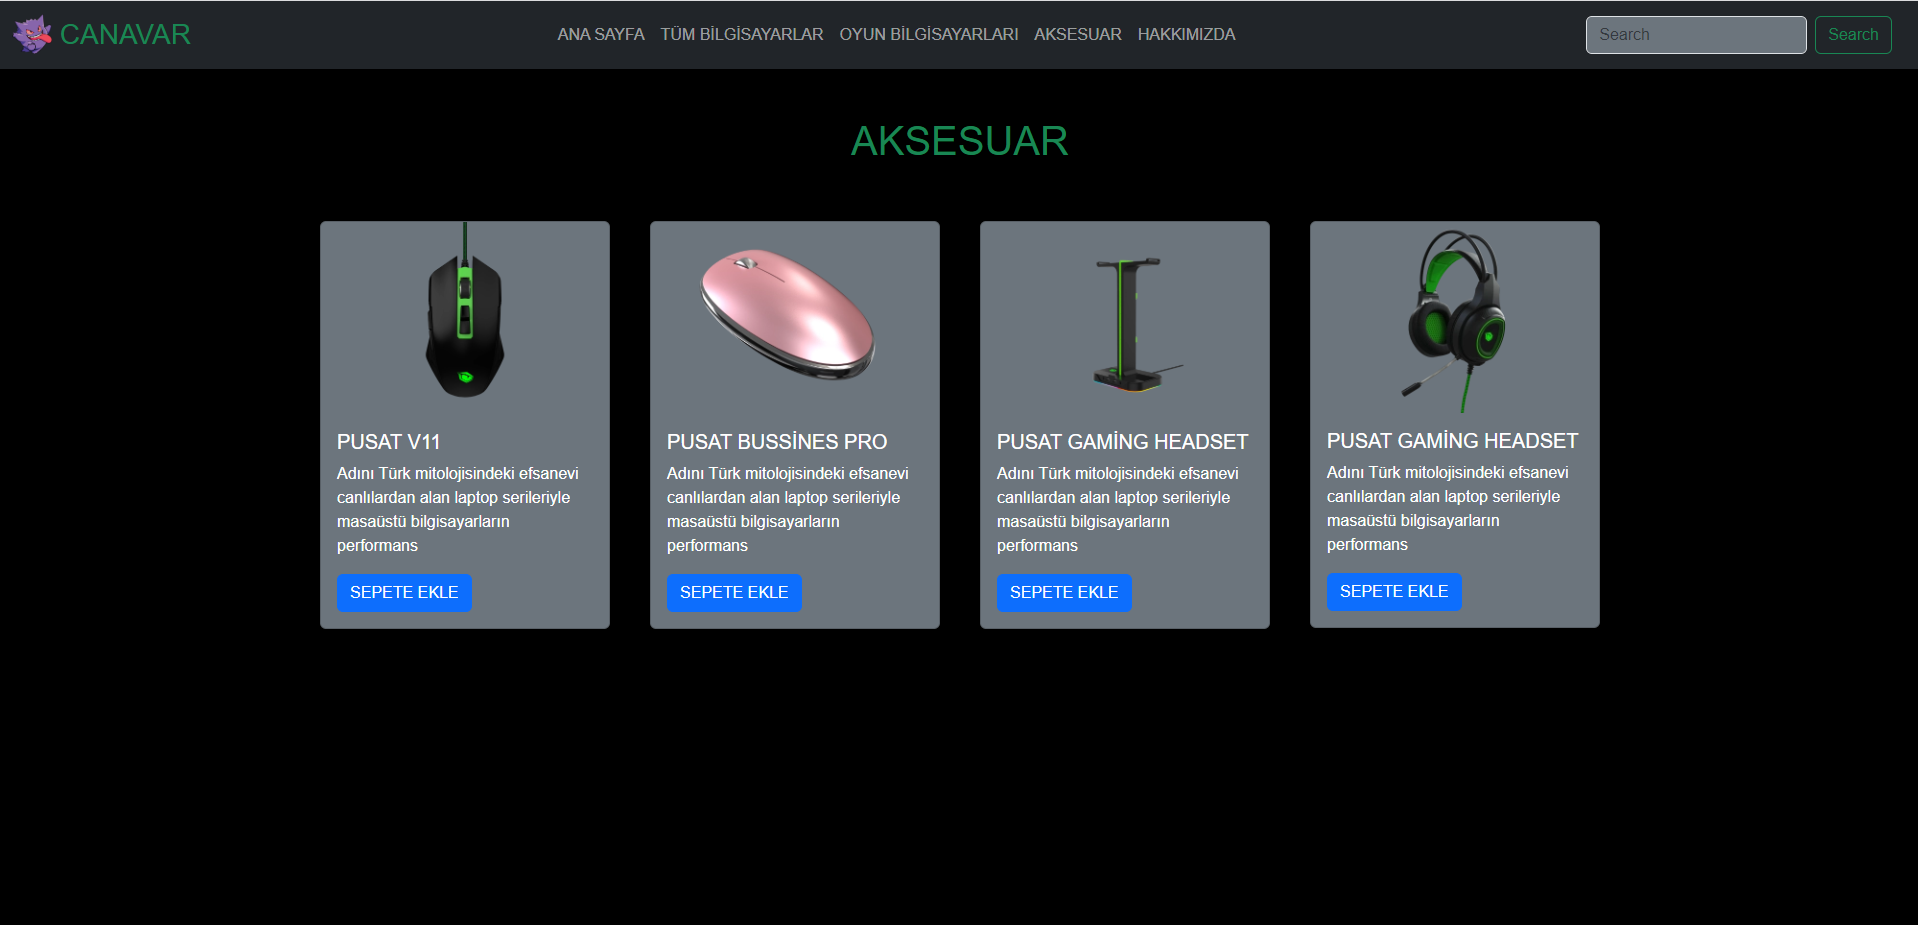 CANAVAR
ANA SAYFA TÜM BİLGİSAYARLAR OYUN BİLGİSAYARLARI AKSESUAR HAKKIMIZDA
Search
Search
AKSESUAR
PUSAT V11
Adını Türk mitolojisindeki efsanevi
canlılardan alan laptop serileriyle
masaüstü bilgisayarların
performans
SEPETE EKLE
PUSAT BUSSİNES PRO
Adını Türk mitolojisindeki efsanevi
canlılardan alan laptop serileriyle
masaüstü bilgisayarların
performans
SEPETE EKLE
PUSAT GAMİNG HEADSET
Adını Türk mitolojisindeki efsanevi
canlılardan alan laptop serileriyle
masaüstü bilgisayarların
performans
SEPETE EKLE
PUSAT GAMİNG HEADSET
Adını Türk mitolojisindeki efsanevi
canlılardan alan laptop serileriyle
masaüstü bilgisayarların
performans
SEPETE EKLE